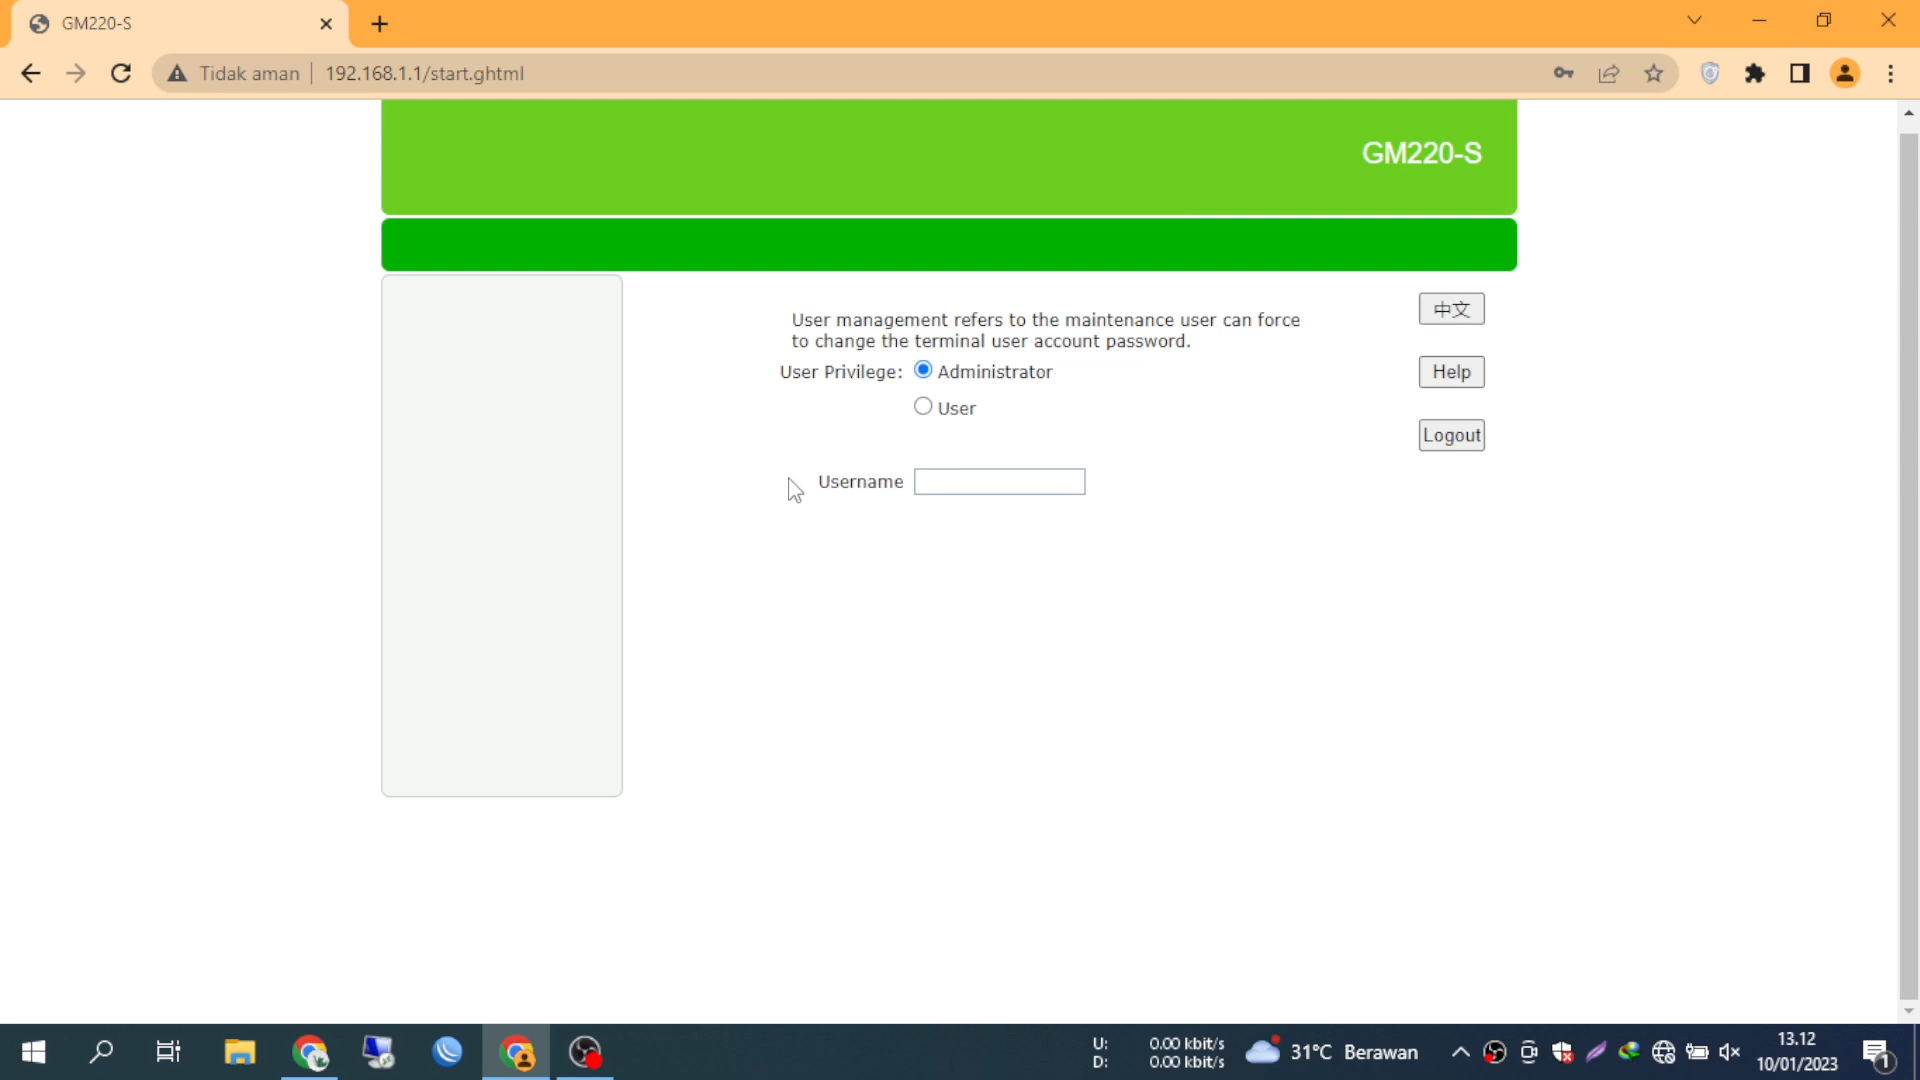 GM220-S
Tidak aman
192.168.1.1/start.ghtml
GM220-S
中文
User management refers to the maintenance user can force
to change the terminal user account password.
User Privilege: Administrator
Help
User
Logout
Username
U: 0.00 kbit/s
D: 0.00 kbit/s
31°C Berawan
13.12
10/01/2023
1